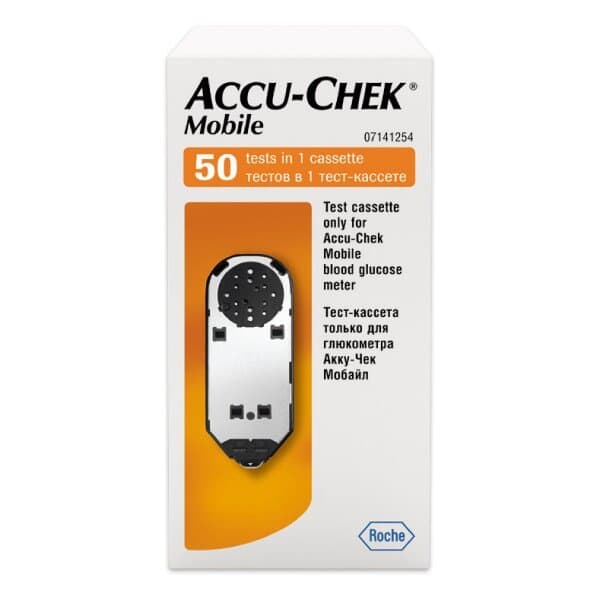 ACCU-CHEK®
Mobile
07141254
50 tests in 1 cassette
тестов в 1 тест-кассете
Test cassette
only for
Accu-Chek
Mobile
blood glucose
meter
Тест-кассета
только для
глюкометра
Акку-Чек
Мобайл
Roche